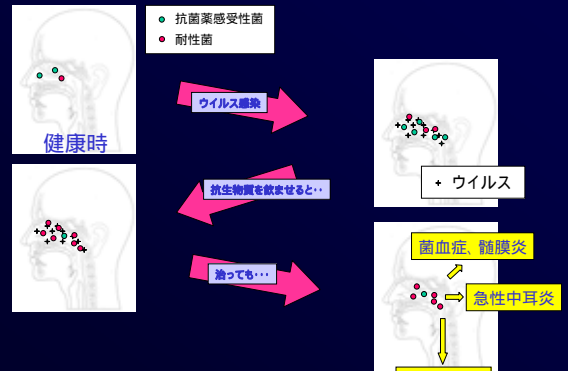 抗菌薬感受性菌
耐性菌
健康時
ウイルス感染
+ ウイルス
抗生物質を飲ませると‥
治っても･･･
菌血症、髄膜炎
急性中耳炎